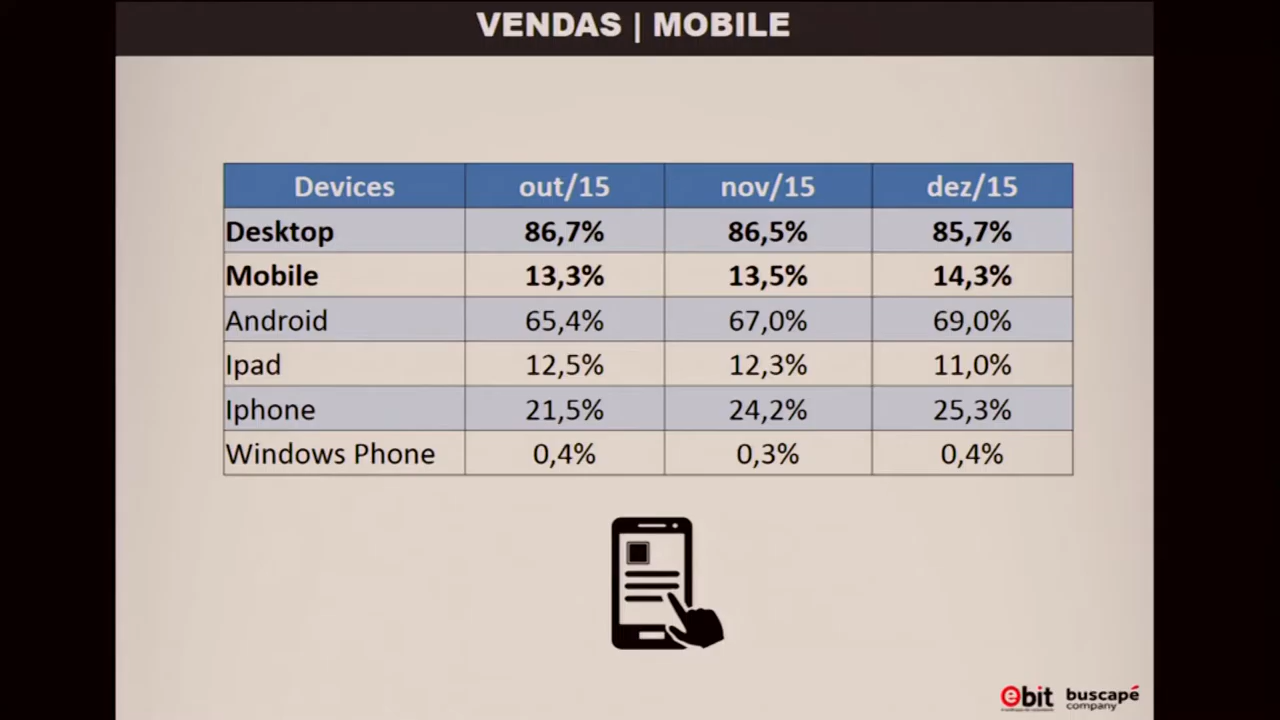 VENDAS | MOBILE
Devices out/15 nov/15 dez/15
Desktop 86,7% 86,5% 85,7%
Mobile 13,3% 13,5% 14,3%
Android 65,4% 67,0% 69,0%
Ipad 12,5% 12,3% 11,0%
Iphone 21,5% 24,2% 25,3%
Windows Phone 0,4% 0,3% 0,4%
ebit buscapé
company